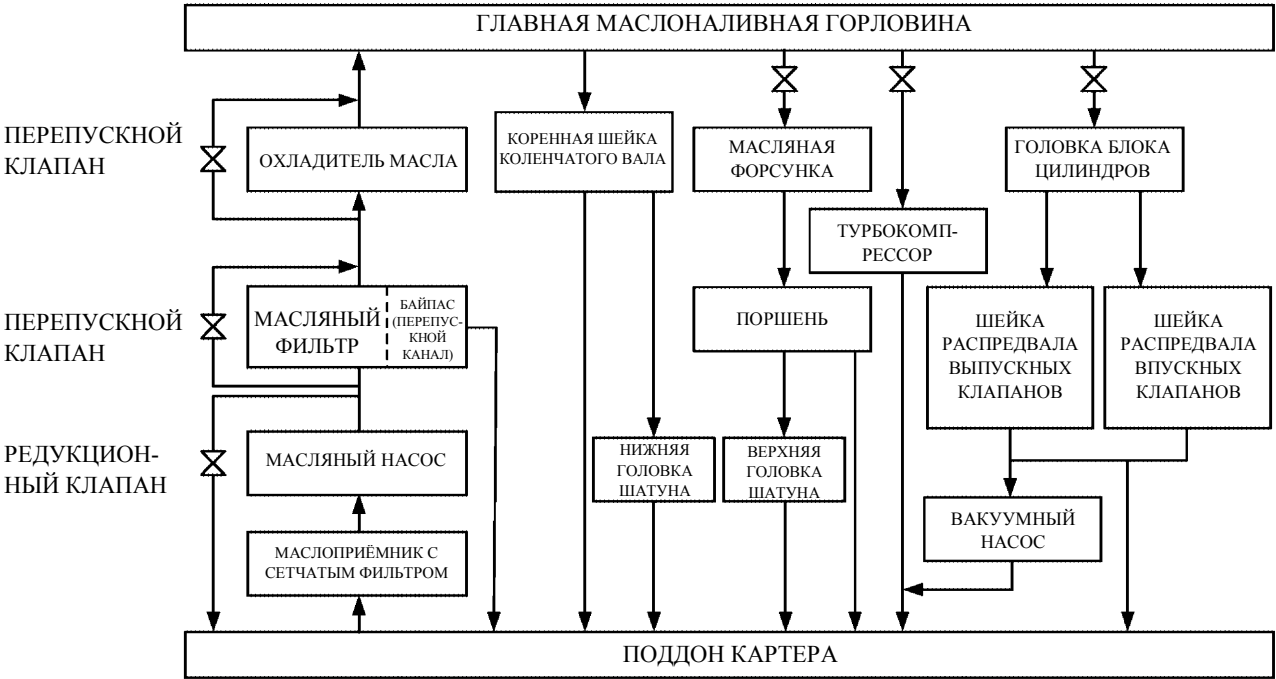 ГЛАВНАЯ МАСЛОНАЛИВНАЯ ГОРЛОВИНА
ПЕРЕПУСКНОЙ
КЛАПАН
ОХЛАДИТЕЛЬ МАСЛА
КОРЕННАЯ ШЕЙКА
КОЛЕНЧАТОГО ВАЛА
МАСЛЯНАЯ
ФОРСУНКА
ГОЛОВКА БЛОКА
ЦИЛИНДРОВ
ТУРБОКОМП-
РЕССОР
ПЕРЕПУСКНОЙ
КЛАПАН
МАСЛЯНЫЙ
ФИЛЬТР
БАЙПАС
(ПЕРЕПУС-
КНОЙ
КАНАЛ)
ПОРШЕНЬ
ШЕЙКА
РАСПРЕДВАЛА
ВЫПУСКНЫХ
КЛАПАНОВ
ШЕЙКА
РАСПРЕДВАЛА
ВПУСКНЫХ
КЛАПАНОВ
РЕДУКЦИОН-
НЫЙ КЛАПАН
МАСЛЯНЫЙ НАСОС
НИЖНЯЯ
ГОЛОВКА
ШАТУНА
ВЕРХНЯЯ
ГОЛОВКА
ШАТУНА
ВАКУУМНЫЙ
НАСОС
МАСЛОПРИЁМНИК С
СЕТЧАТЫМ ФИЛЬТРОМ
ПОДДОН КАРТЕРА